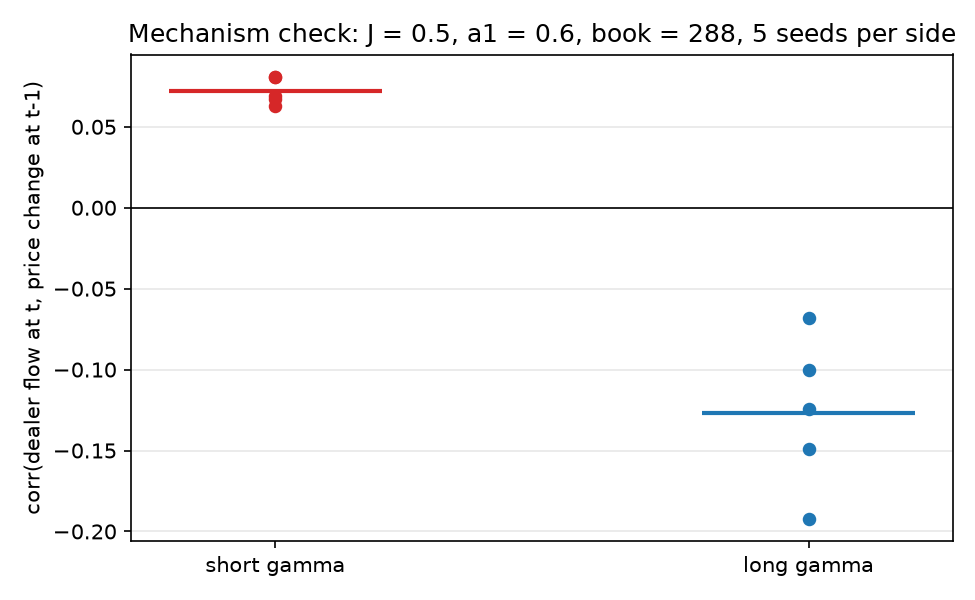 Mechanism check: J = 0.5, a1 = 0.6, book = 288, 5 seeds per side
corr(dealer flow at t, price change at t-1)
0.05
0.00
−0.05
−0.10
−0.15
−0.20
short gamma
long gamma